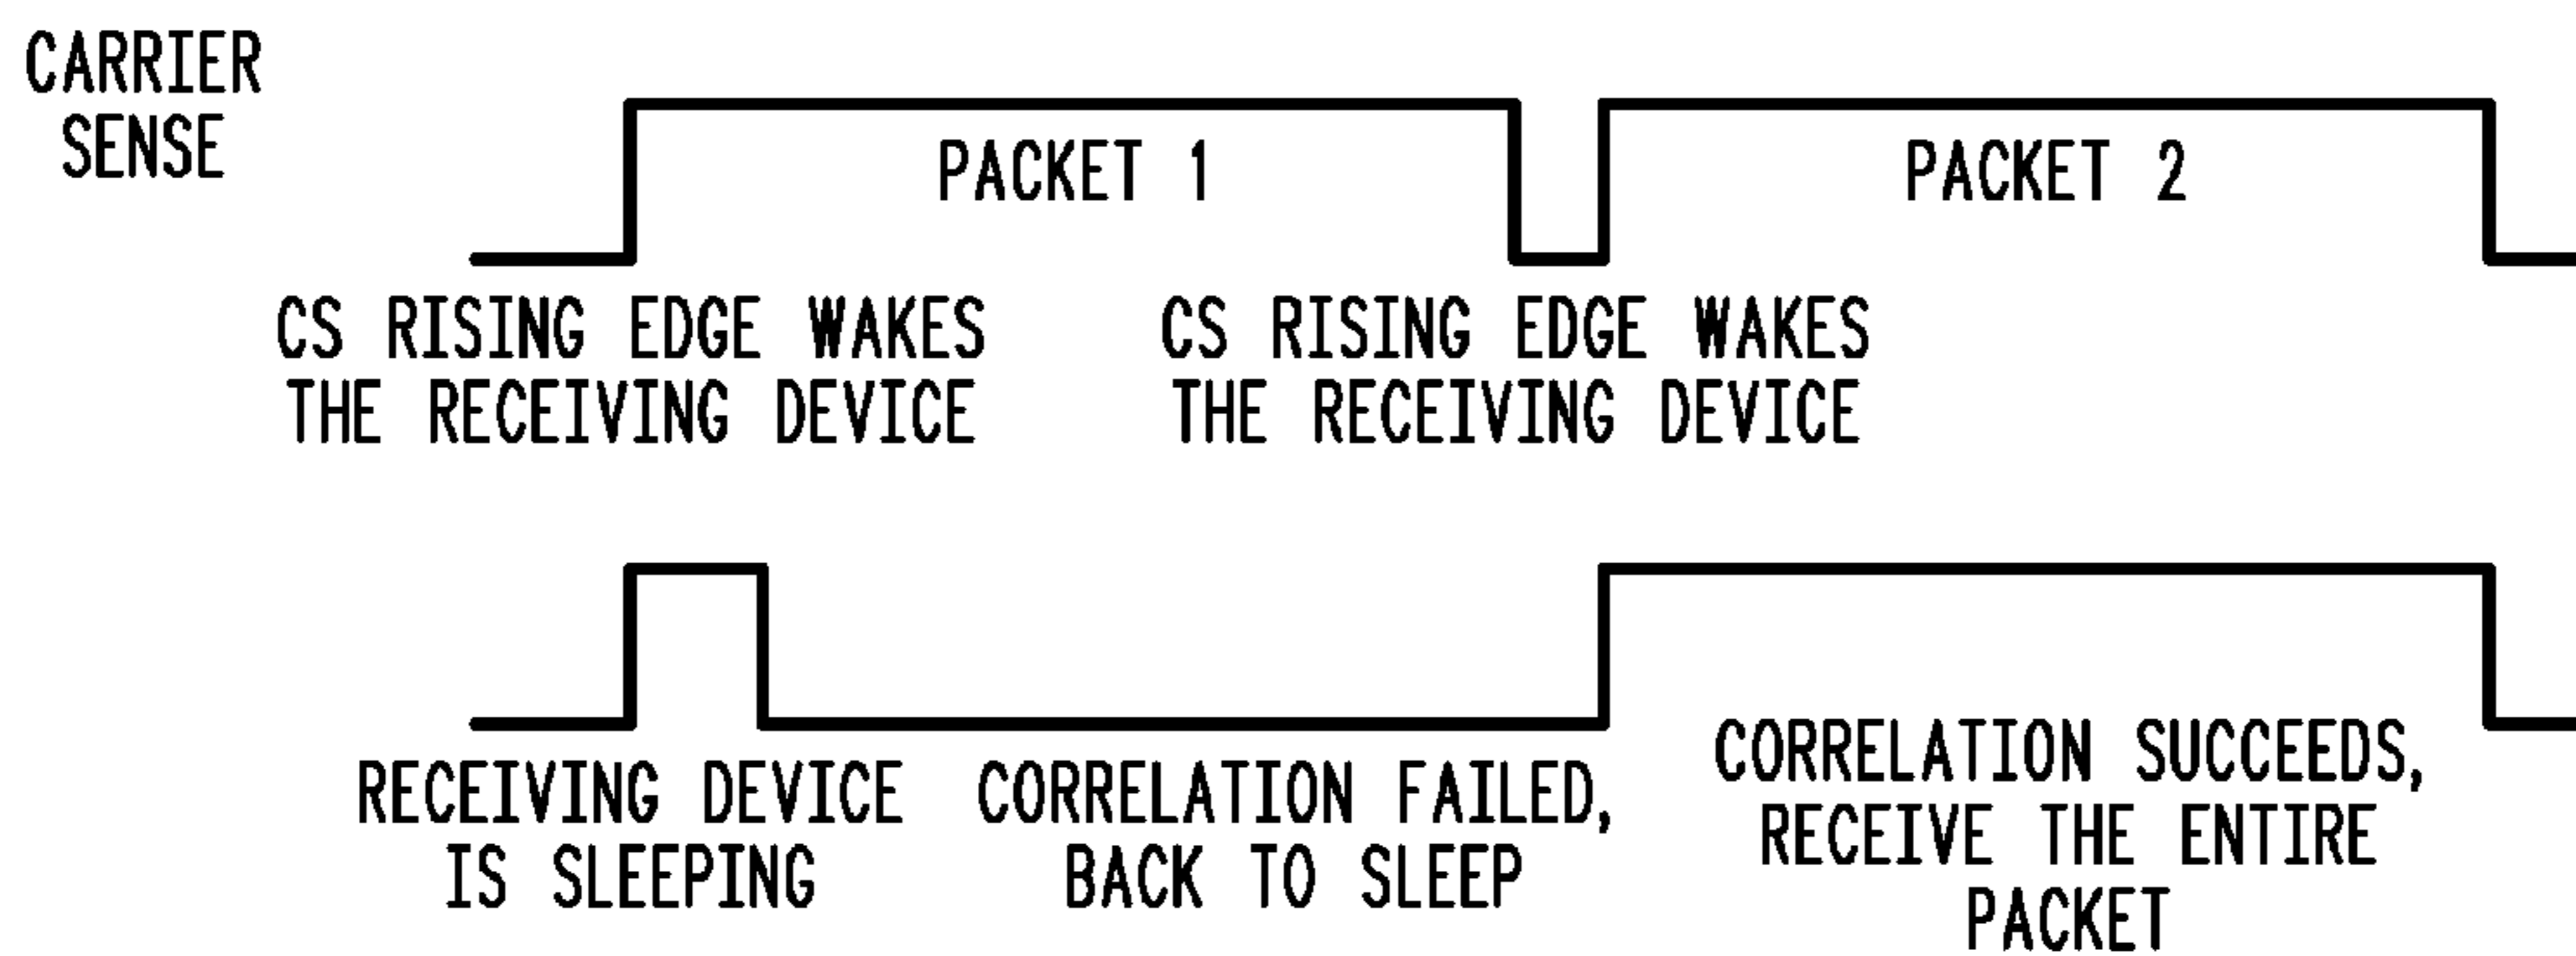 CARRIER
SENSE
PACKET 1
PACKET 2
CS RISING EDGE WAKES
THE RECEIVING DEVICE
CS RISING EDGE WAKES
THE RECEIVING DEVICE
RECEIVING DEVICE
IS SLEEPING
CORRELATION FAILED,
BACK TO SLEEP
CORRELATION SUCCEEDS,
RECEIVE THE ENTIRE
PACKET